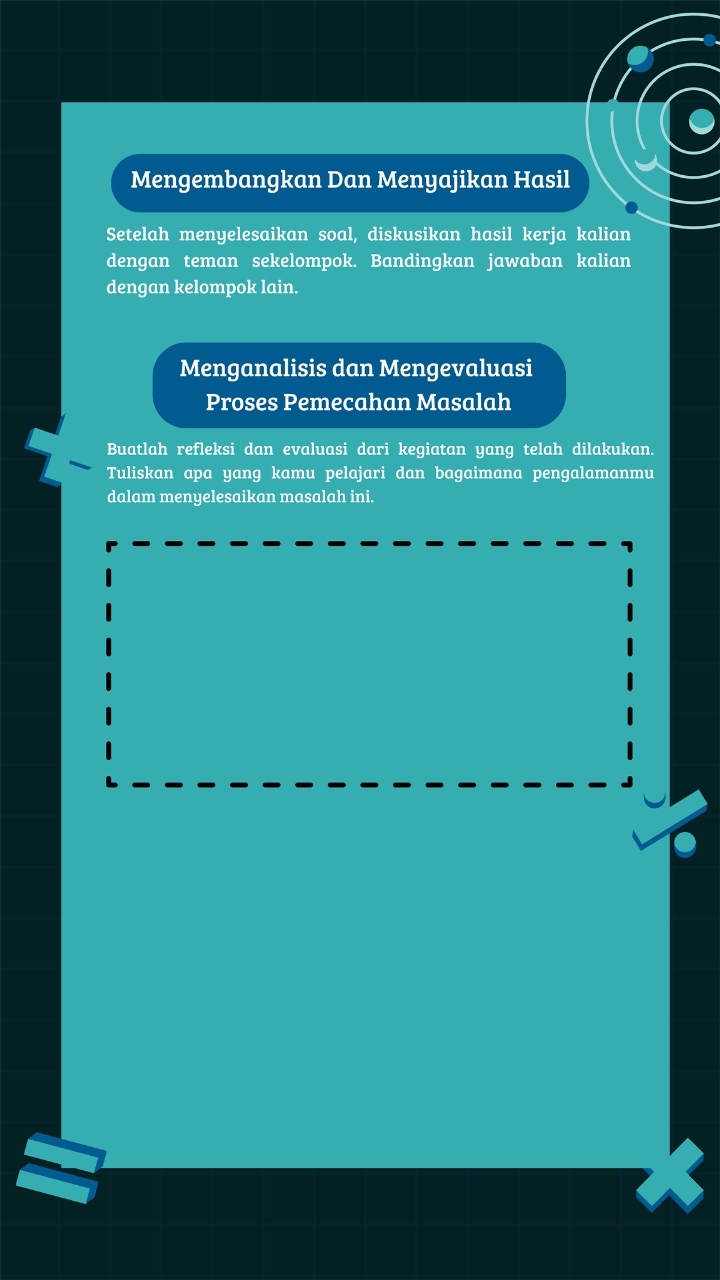 Mengembangkan Dan Menyajikan Hasil
Setelah menyelesaikan soal, diskusikan hasil kerja kalian
dengan teman sekelompok. Bandingkan jawaban kalian
dengan kelompok lain.
Menganalisis dan Mengevaluasi
Proses Pemecahan Masalah
Buatlah refleksi dan evaluasi dari kegiatan yang telah dilakukan.
Tuliskan apa yang kamu pelajari dan bagaimana pengalamanmu
dalam menyelesaikan masalah ini.